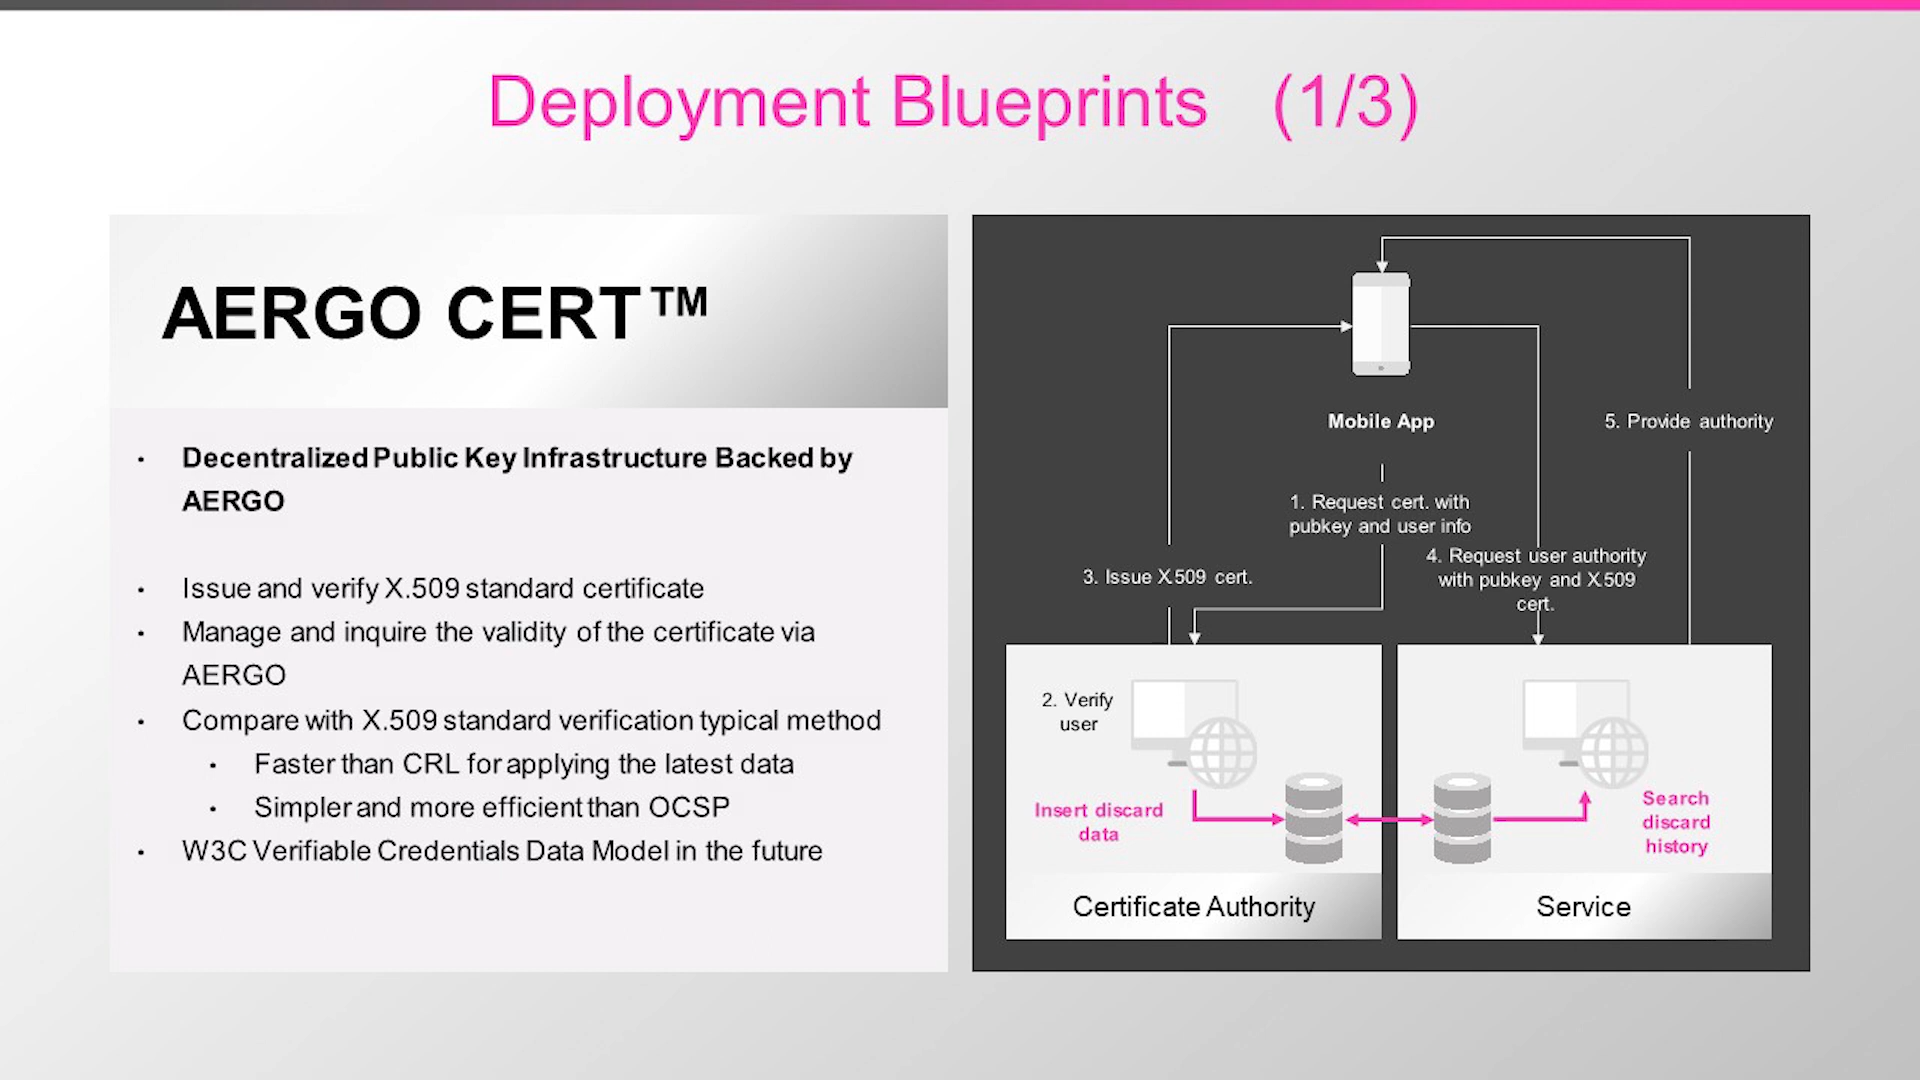 Deployment Blueprints (1/3)
AERGO CERT™
• Decentralized Public Key Infrastructure Backed by
AERGO
• Issue and verify X.509 standard certificate
• Manage and inquire the validity of the certificate via
AERGO
• Compare with X.509 standard verification typical method
• Faster than CRL for applying the latest data
• Simpler and more efficient than OCSP
• W3C Verifiable Credentials Data Model in the future
Mobile App
5. Provide authority
1. Request cert. with
pubkey and user info
4. Request user authority
with pubkey and X.509
cert.
3. Issue X.509 cert.
2. Verify
user
Insert discard
data
Search
discard
history
Certificate Authority
Service